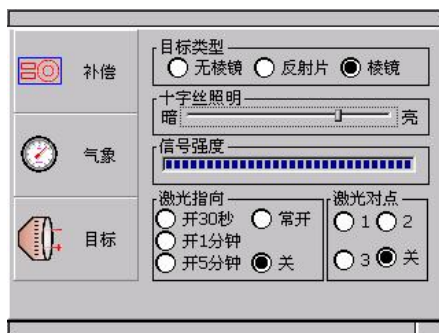 补偿
气象
目标
目标类型
无棱镜 反射片 棱镜
十字丝照明
暗 亮
信号强度
激光指向
开30秒 常开
开1分钟
开5分钟 关
激光对点
1 2
3 关